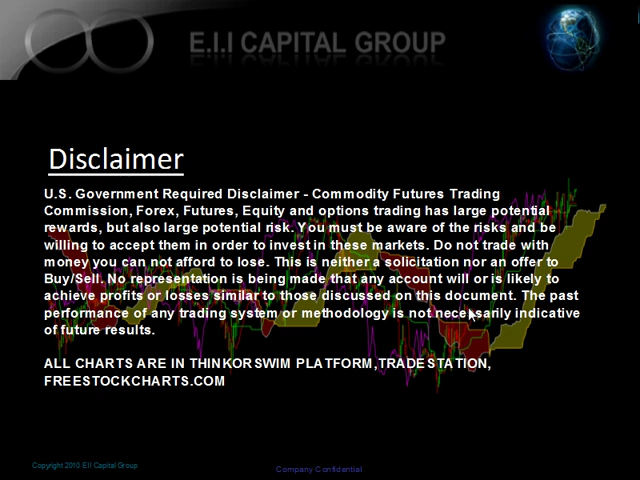 E.I.I CAPITAL GROUP
Disclaimer
U.S. Government Required Disclaimer - Commodity Futures Trading
Commission, Forex, Futures, Equity and options trading has large potential
rewards, but also large potential risk. You must be aware of the risks and be
willing to accept them in order to invest in these markets. Do not trade with
money you can not afford to lose. This is neither a solicitation nor an offer to
Buy/Sell. No representation is being made that any account will or is likely to
achieve profits or losses similar to those discussed on this document. The past
performance of any trading system or methodology is not necessarily indicative
of future results.
ALL CHARTS ARE IN THINKORSWIM PLATFORM,TRADESTATION,
FREESTOCKCHARTS.COM
Copyright 2010 EII Capital Group
Company Confidential